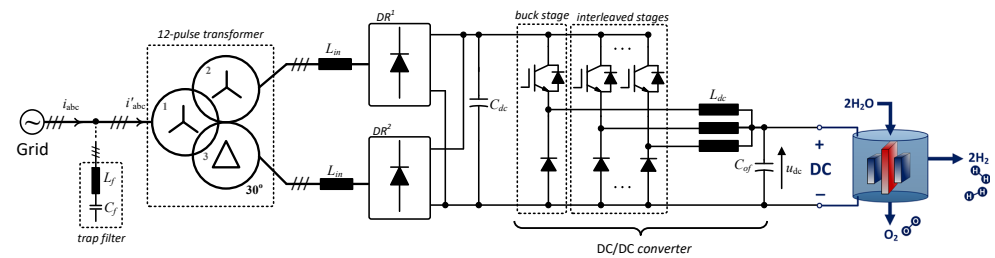 12-pulse transformer
DR¹
buck stage
interleaved stages
1
2
3
30°
i_abc
i'_abc
Grid
L_f
C_f
trap filter
L_in
L_in
DR²
C_dc
...
...
L_dc
C_of
u_dc
+
DC
−
DC/DC converter
2H₂O
2H₂
H
H
H
H
O₂
O
O